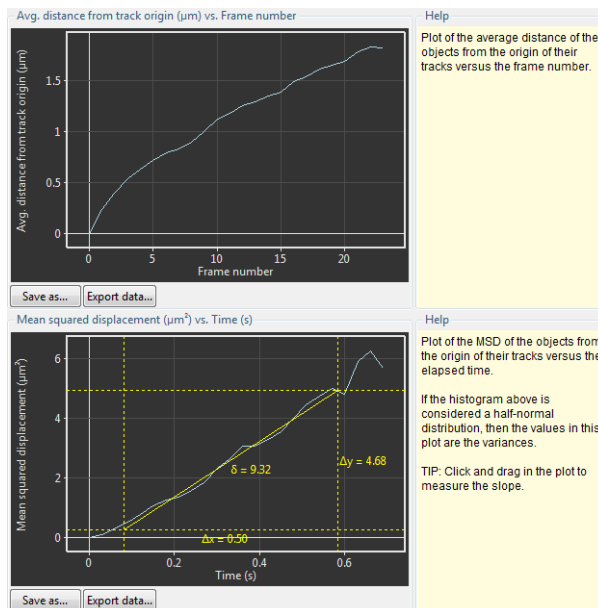 Avg. distance from track origin (µm) vs. Frame number
Help
Avg. distance from track origin (µm)
1.5
1
0.5
0
0
5
10
15
20
Frame number
Plot of the average distance of the
objects from the origin of their
tracks versus the frame number.
Save as...
Export data...
Mean squared displacement (µm²) vs. Time (s)
Help
Mean squared displacement (µm²)
6
4
2
0
δ = 9.32
Δy = 4.68
Δx = 0.50
0
0.2
0.4
0.6
Time (s)
Plot of the MSD of the objects from
the origin of their tracks versus the
elapsed time.
If the histogram above is
considered a half-normal
distribution, then the values in this
plot are the variances.
TIP: Click and drag in the plot to
measure the slope.
Save as...
Export data...